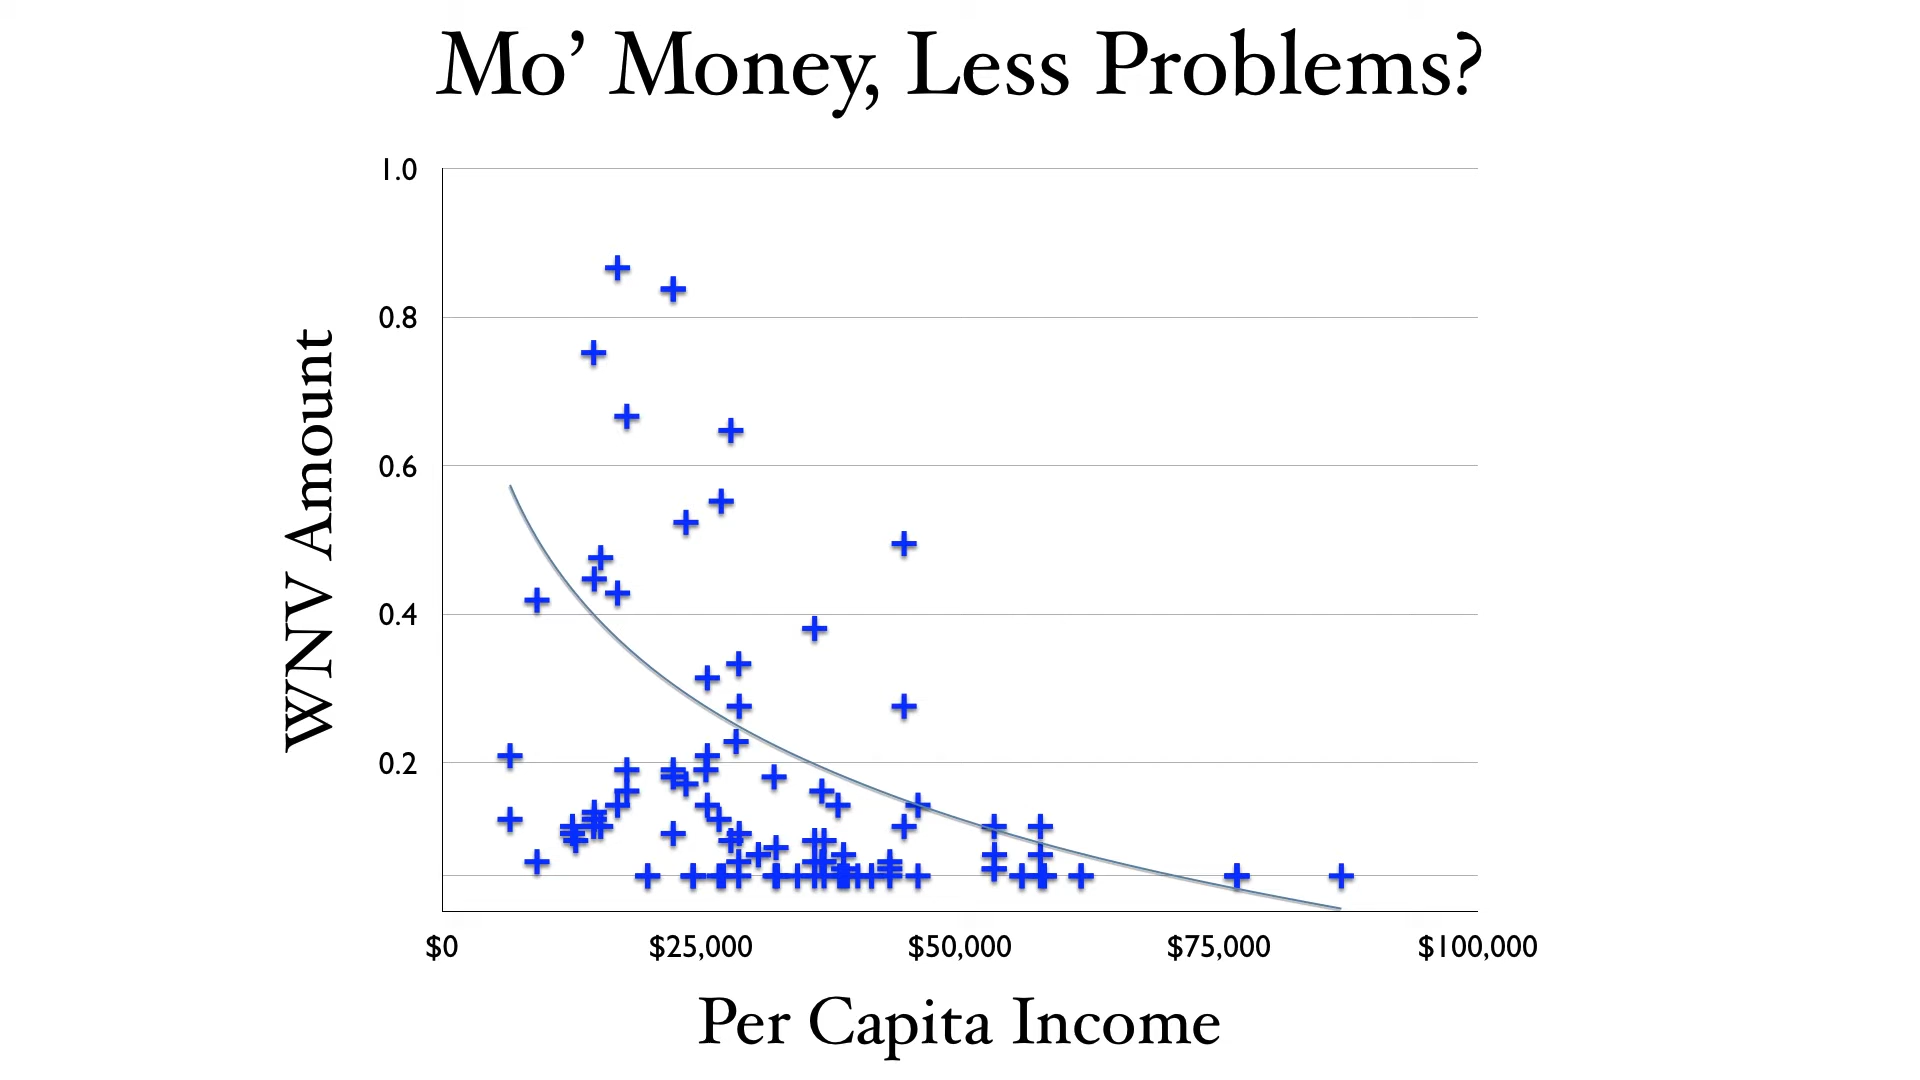 Mo’ Money, Less Problems?
1.0
0.8
0.6
0.4
0.2
WNV Amount
$0 $25,000 $50,000 $75,000 $100,000
Per Capita Income